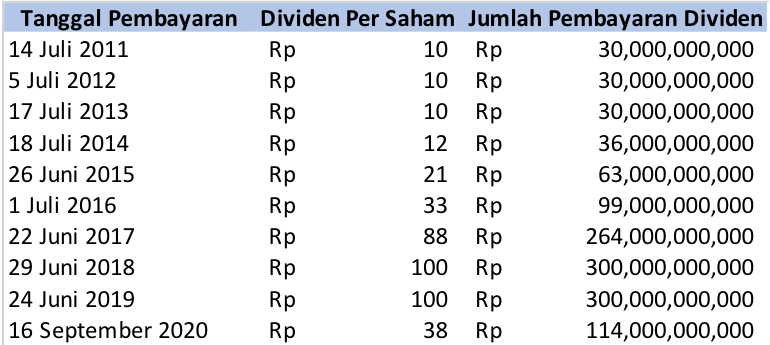 Tanggal Pembayaran Dividen Per Saham Jumlah Pembayaran Dividen
14 Juli 2011 Rp 10 Rp 30,000,000,000
5 Juli 2012 Rp 10 Rp 30,000,000,000
17 Juli 2013 Rp 10 Rp 30,000,000,000
18 Juli 2014 Rp 12 Rp 36,000,000,000
26 Juni 2015 Rp 21 Rp 63,000,000,000
1 Juli 2016 Rp 33 Rp 99,000,000,000
22 Juni 2017 Rp 88 Rp 264,000,000,000
29 Juni 2018 Rp 100 Rp 300,000,000,000
24 Juni 2019 Rp 100 Rp 300,000,000,000
16 September 2020 Rp 38 Rp 114,000,000,000